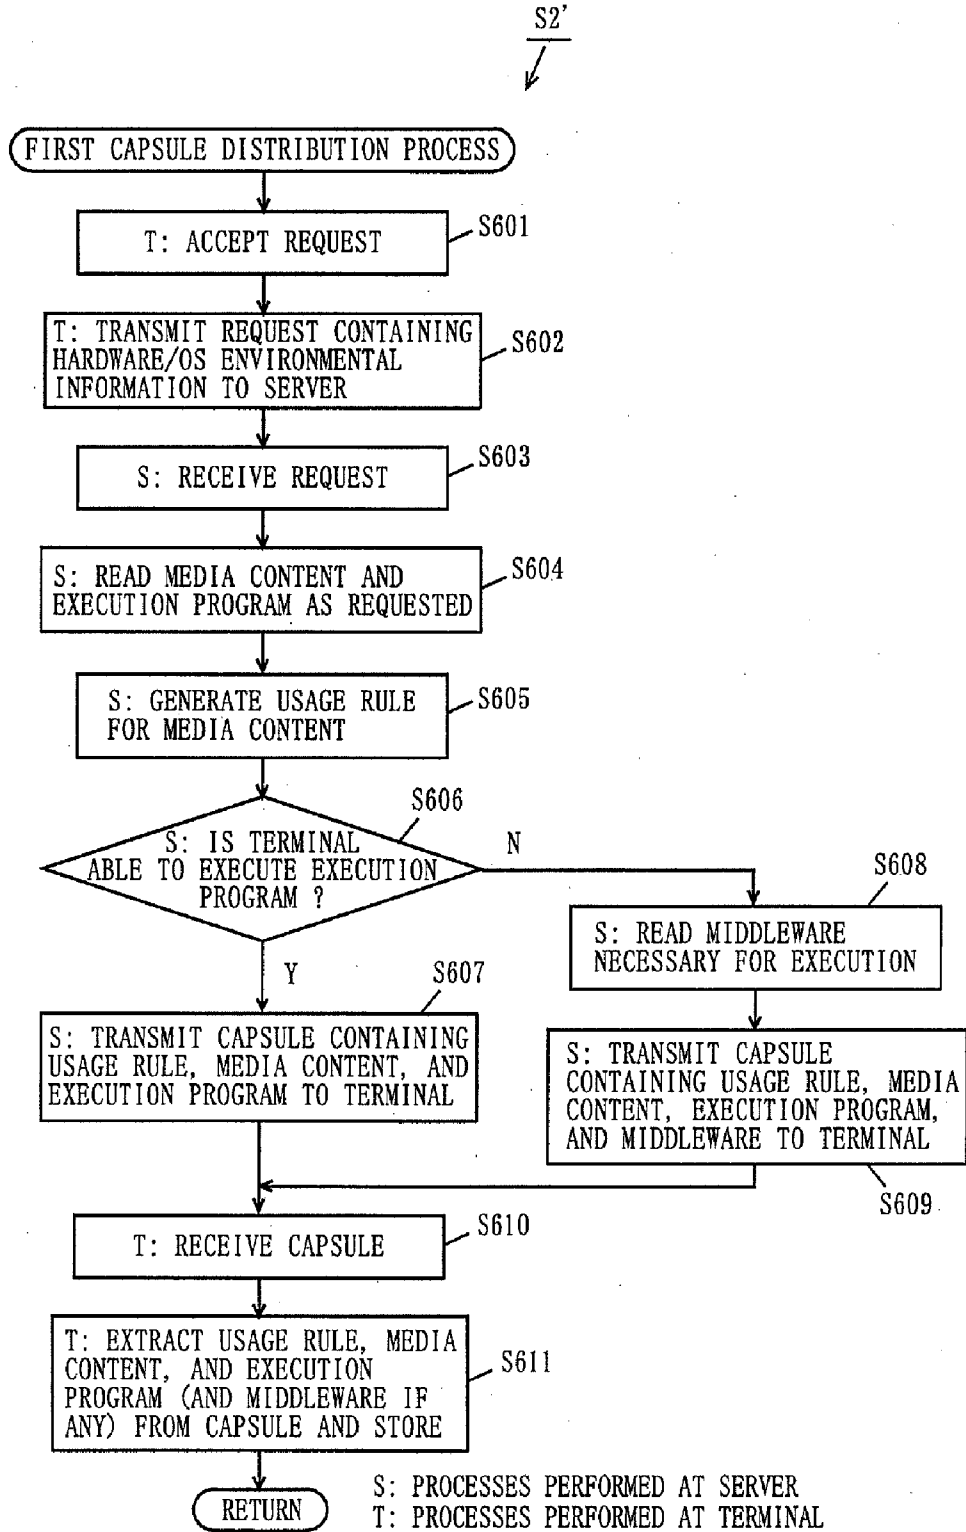 S2'
FIRST CAPSULE DISTRIBUTION PROCESS
T: ACCEPT REQUEST
S601
T: TRANSMIT REQUEST CONTAINING
HARDWARE/OS ENVIRONMENTAL
INFORMATION TO SERVER
S602
S: RECEIVE REQUEST
S603
S: READ MEDIA CONTENT AND
EXECUTION PROGRAM AS REQUESTED
S604
S: GENERATE USAGE RULE
FOR MEDIA CONTENT
S605
S: IS TERMINAL
ABLE TO EXECUTE EXECUTION
PROGRAM ?
S606
N
Y
S: READ MIDDLEWARE
NECESSARY FOR EXECUTION
S608
S: TRANSMIT CAPSULE CONTAINING
USAGE RULE, MEDIA CONTENT, AND
EXECUTION PROGRAM TO TERMINAL
S607
S: TRANSMIT CAPSULE
CONTAINING USAGE RULE, MEDIA
CONTENT, EXECUTION PROGRAM,
AND MIDDLEWARE TO TERMINAL
S609
T: RECEIVE CAPSULE
S610
T: EXTRACT USAGE RULE, MEDIA
CONTENT, AND EXECUTION
PROGRAM (AND MIDDLEWARE IF
ANY) FROM CAPSULE AND STORE
S611
RETURN
S: PROCESSES PERFORMED AT SERVER
T: PROCESSES PERFORMED AT TERMINAL